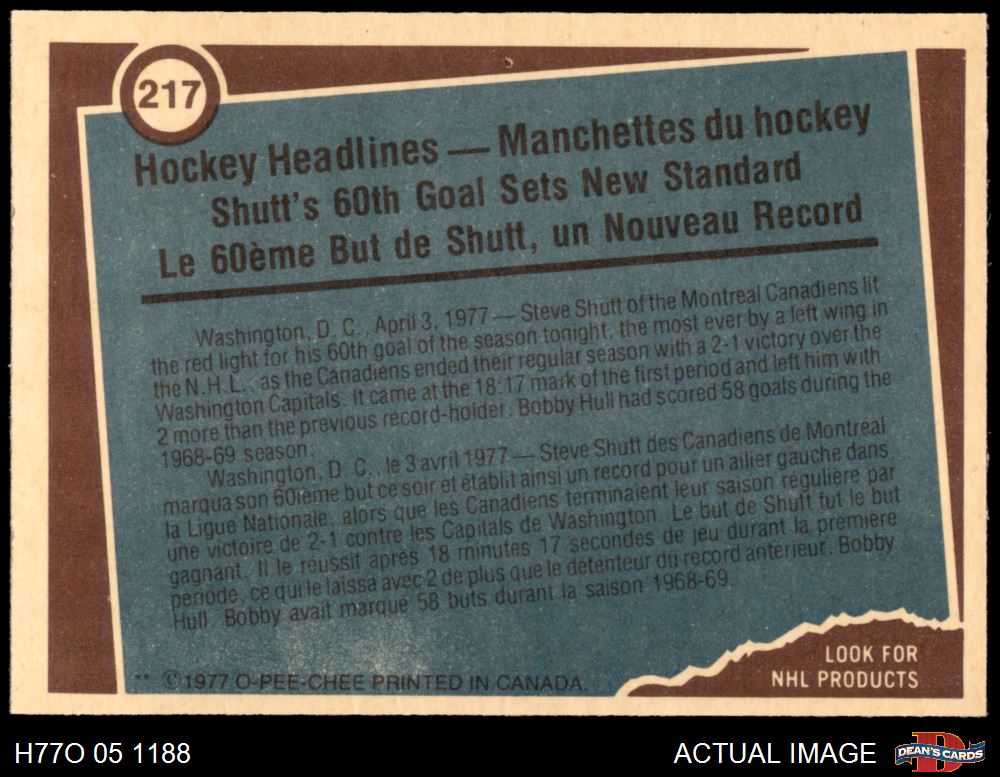 217
Hockey Headlines — Manchettes du hockey
Shutt's 60th Goal Sets New Standard
Le 60ème But de Shutt, un Nouveau Record
Washington, D. C., April 3, 1977 — Steve Shutt of the Montreal Canadiens lit
the red light for his 60th goal of the season tonight, the most ever by a left wing in
the N.H.L., as the Canadiens ended their regular season with a 2-1 victory over the
Washington Capitals. It came at the 18:17 mark of the first period and left him with
2 more than the previous record-holder. Bobby Hull had scored 58 goals during the
1968-69 season.
Washington, D. C., le 3 avril 1977 — Steve Shutt des Canadiens de Montreal
marqua son 60ième but ce soir et établit ainsi un record pour un ailier gauche dans
la Ligue Nationale, alors que les Canadiens terminaient leur saison régulière par
une victoire de 2-1 contre les Capitals de Washington. Le but de Shutt fut le but
gagnant. Il le réussit après 18 minutes 17 secondes de jeu durant la première
période, ce qui le laissa avec 2 de plus que le détenteur du record antérieur, Bobby
Hull. Bobby avait marqué 58 buts durant la saison 1968-69.
** © 1977 O-PEE-CHEE PRINTED IN CANADA
LOOK FOR
NHL PRODUCTS
H77O 05 1188
ACTUAL IMAGE
D
DEAN'S CARDS